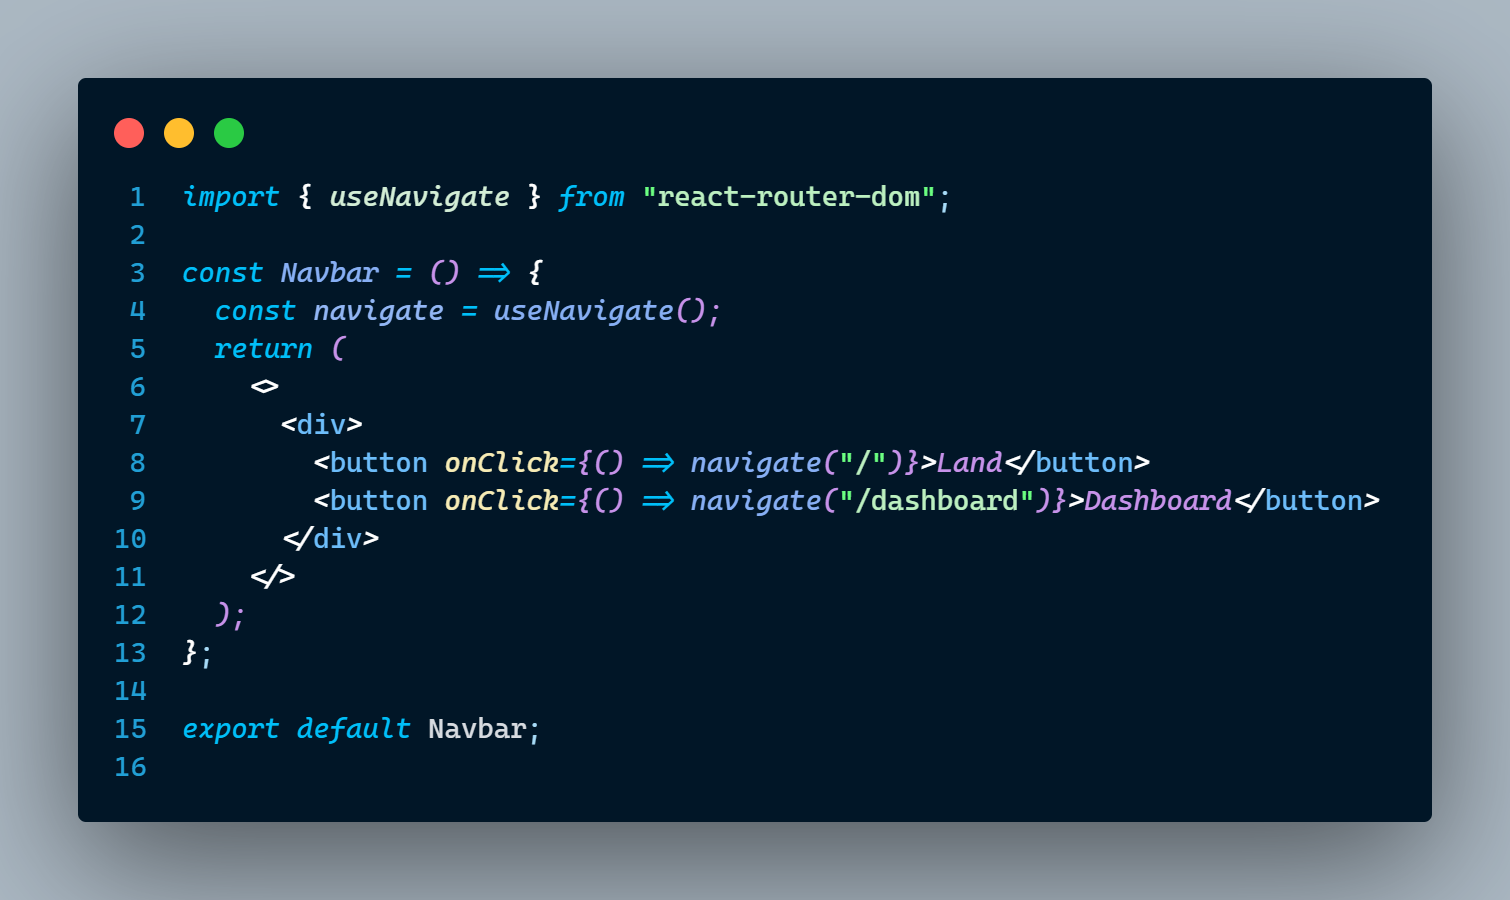 1 import { useNavigate } from "react-router-dom";
2
3 const Navbar = () => {
4   const navigate = useNavigate();
5   return (
6     <>
7       <div>
8         <button onClick={() => navigate("/")}>Land</button>
9         <button onClick={() => navigate("/dashboard")}>Dashboard</button>
10       </div>
11     </>
12   );
13 };
14
15 export default Navbar;
16